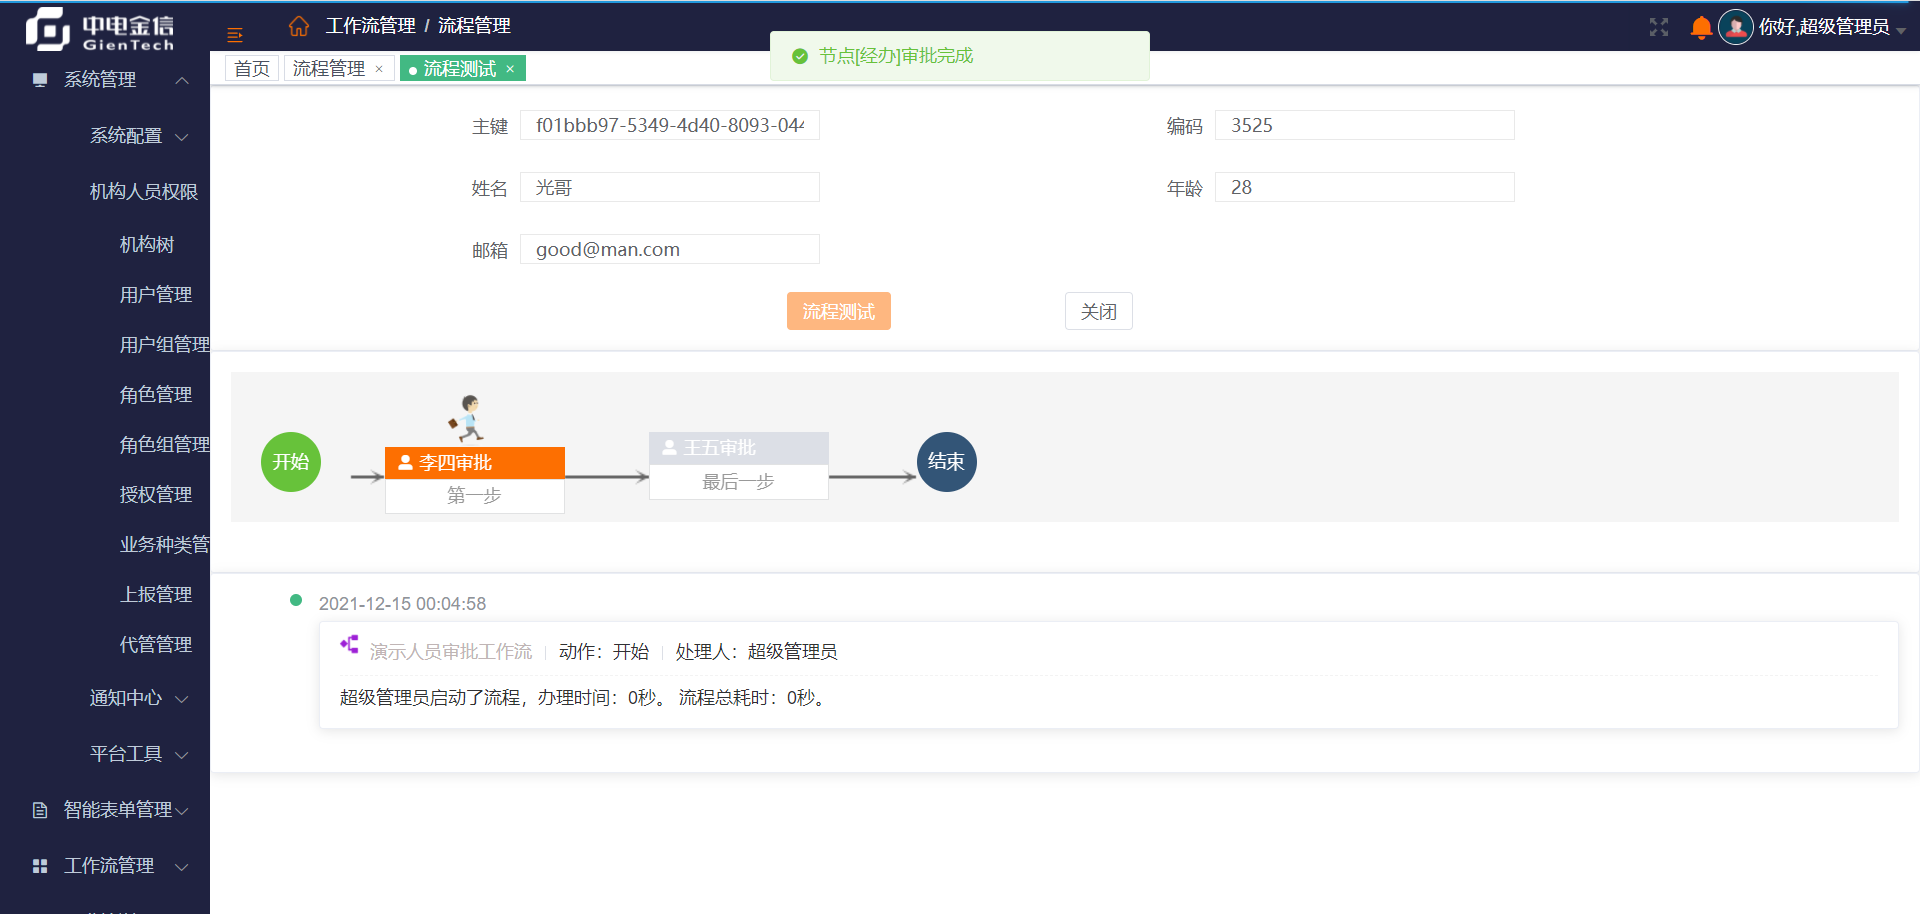 中电金信
GienTech
工作流管理 / 流程管理
你好,超级管理员
节点[经办]审批完成
首页 流程管理 × 流程测试 ×
系统管理
系统配置
机构人员权限
机构树
用户管理
用户组管理
角色管理
角色组管理
授权管理
业务种类管
上报管理
代管管理
通知中心
平台工具
智能表单管理
工作流管理
主键 f01bbb97-5349-4d40-8093-044
编码 3525
姓名 光哥
年龄 28
邮箱 good@man.com
流程测试 关闭
开始
李四审批
第一步
王五审批
最后一步
结束
2021-12-15 00:04:58
演示人员审批工作流 动作：开始 处理人：超级管理员
超级管理员启动了流程，办理时间：0秒。 流程总耗时：0秒。